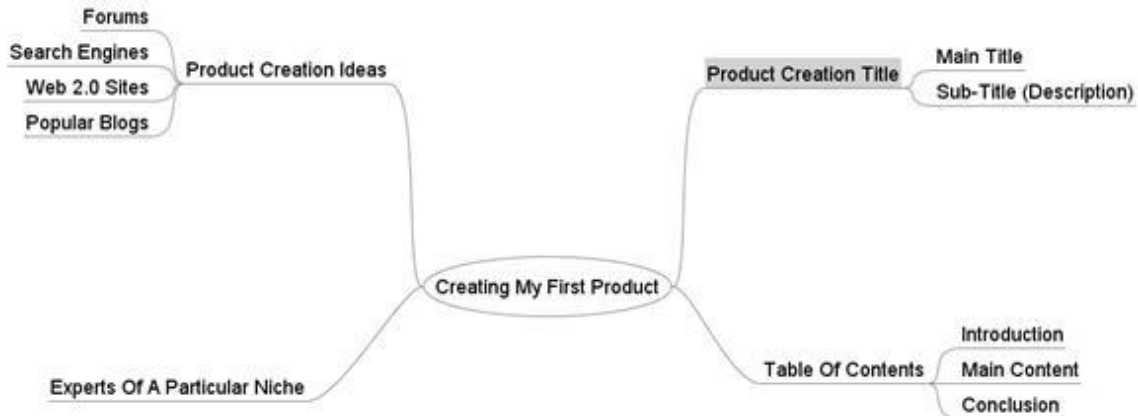 Forums
Search Engines
Web 2.0 Sites
Popular Blogs
Product Creation Ideas
Product Creation Title
Main Title
Sub-Title (Description)
Creating My First Product
Experts Of A Particular Niche
Table Of Contents
Introduction
Main Content
Conclusion